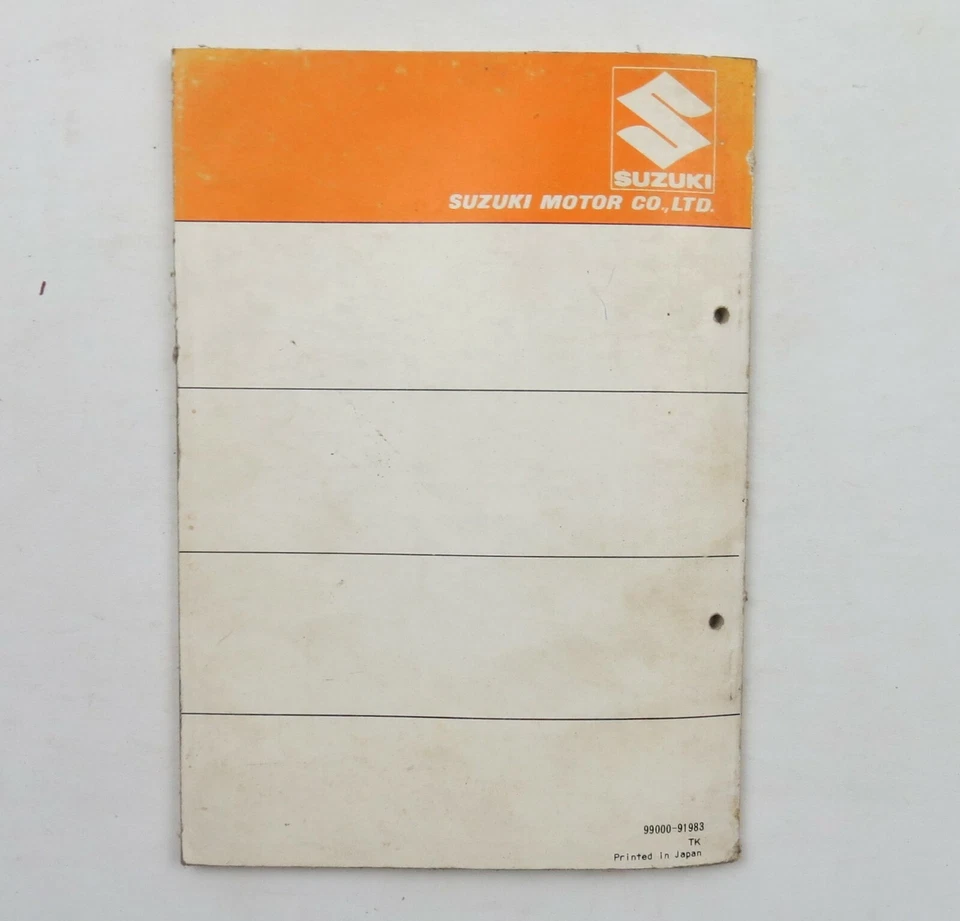 SUZUKI
SUZUKI MOTOR CO.,LTD.
99000-91983
TK
Printed in Japan